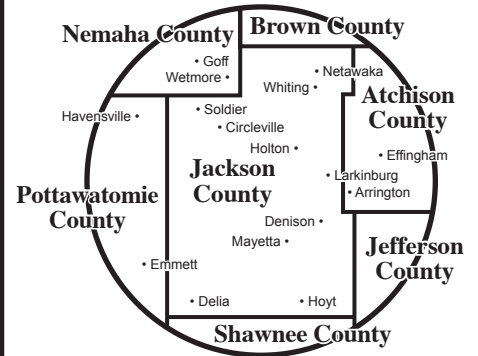 Nemaha County
Brown County
• Goff
Wetmore •
• Netawaka
Whiting •
Atchison
County
Havensville •
• Soldier
• Circleville
Holton •
• Effingham
Jackson
County
• Larkinburg
• Arrington
Pottawatomie
County
Denison •
Mayetta •
Jefferson
County
• Emmett
• Delia
• Hoyt
Shawnee County